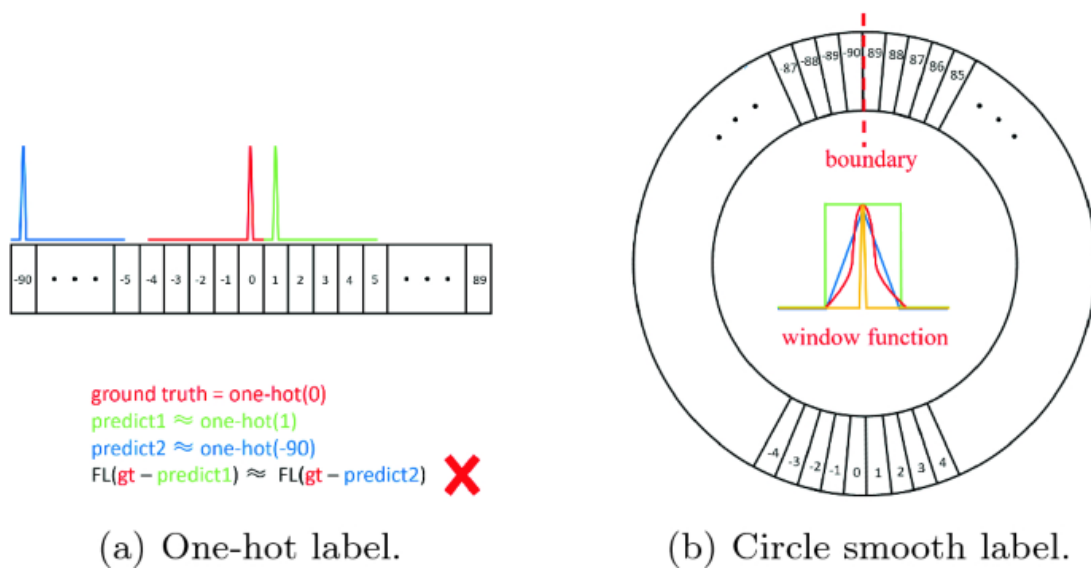 -90 • • • -5 -4 -3 -2 -1 0 1 2 3 4 5 • • • 89
ground truth = one-hot(0)
predict1 ≈ one-hot(1)
predict2 ≈ one-hot(-90)
FL(gt – predict1) ≈ FL(gt – predict2)
(a) One-hot label.
-87 -88 -89 -90 89 88 87 86 85
• • • • • •
boundary
window function
-4 -3 -2 -1 0 1 2 3 4
(b) Circle smooth label.